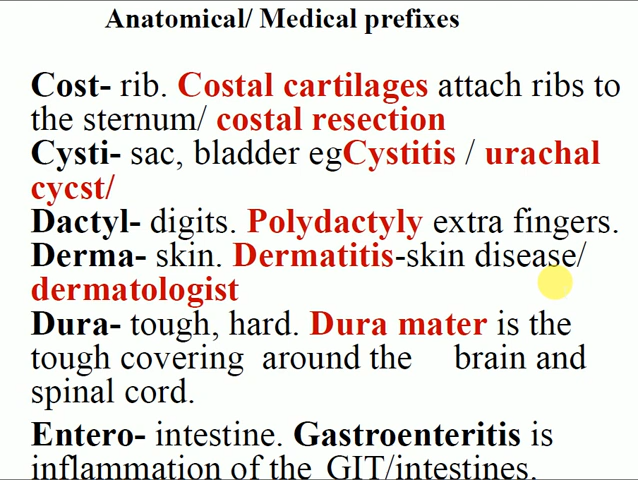 Anatomical/ Medical prefixes
Cost- rib. Costal cartilages attach ribs to
the sternum/ costal resection
Cysti- sac, bladder egCystitis / urachal
cycst/
Dactyl- digits. Polydactyly extra fingers.
Derma- skin. Dermatitis-skin disease/
dermatologist
Dura- tough, hard. Dura mater is the
tough covering around the brain and
spinal cord.
Entero- intestine. Gastroenteritis is
inflammation of the GIT/intestines.